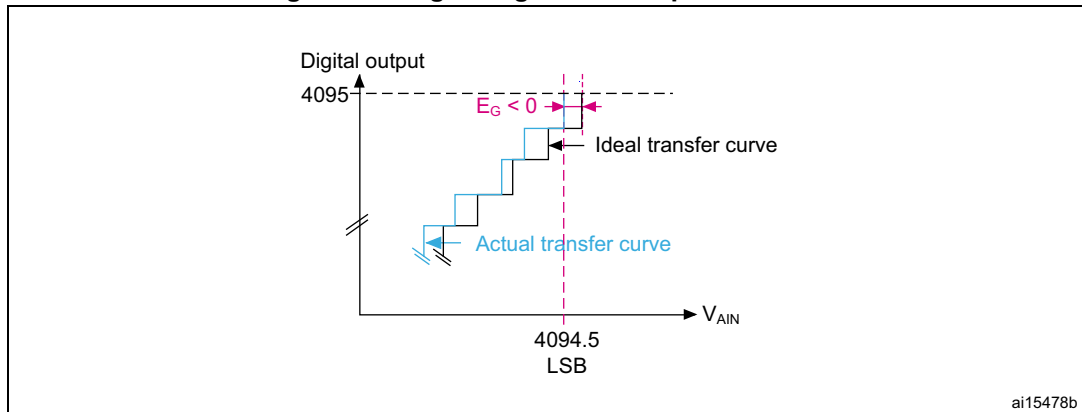 Digital output
4095
E_G < 0
Ideal transfer curve
Actual transfer curve
V_AIN
4094.5
LSB
ai15478b